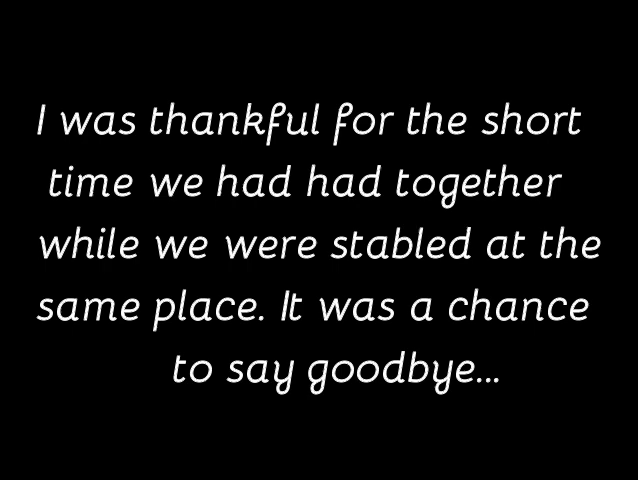 I was thankful for the short
time we had had together
while we were stabled at the
same place. It was a chance
to say goodbye...